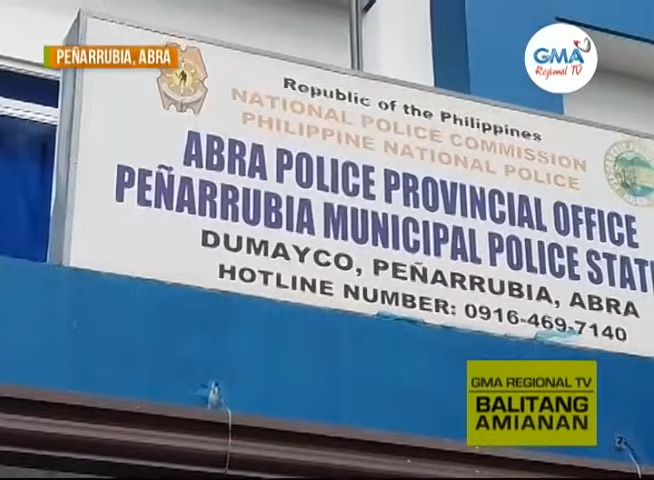 PEÑARRUBIA, ABRA
GMA
Regional TV
Republic of the Philippines
NATIONAL POLICE COMMISSION
PHILIPPINE NATIONAL POLICE
ABRA POLICE PROVINCIAL OFFICE
PEÑARRUBIA MUNICIPAL POLICE STATI
DUMAYCO, PEÑARRUBIA, ABRA
HOTLINE NUMBER: 0916-469-7140
GMA REGIONAL TV
BALITANG
AMIANAN